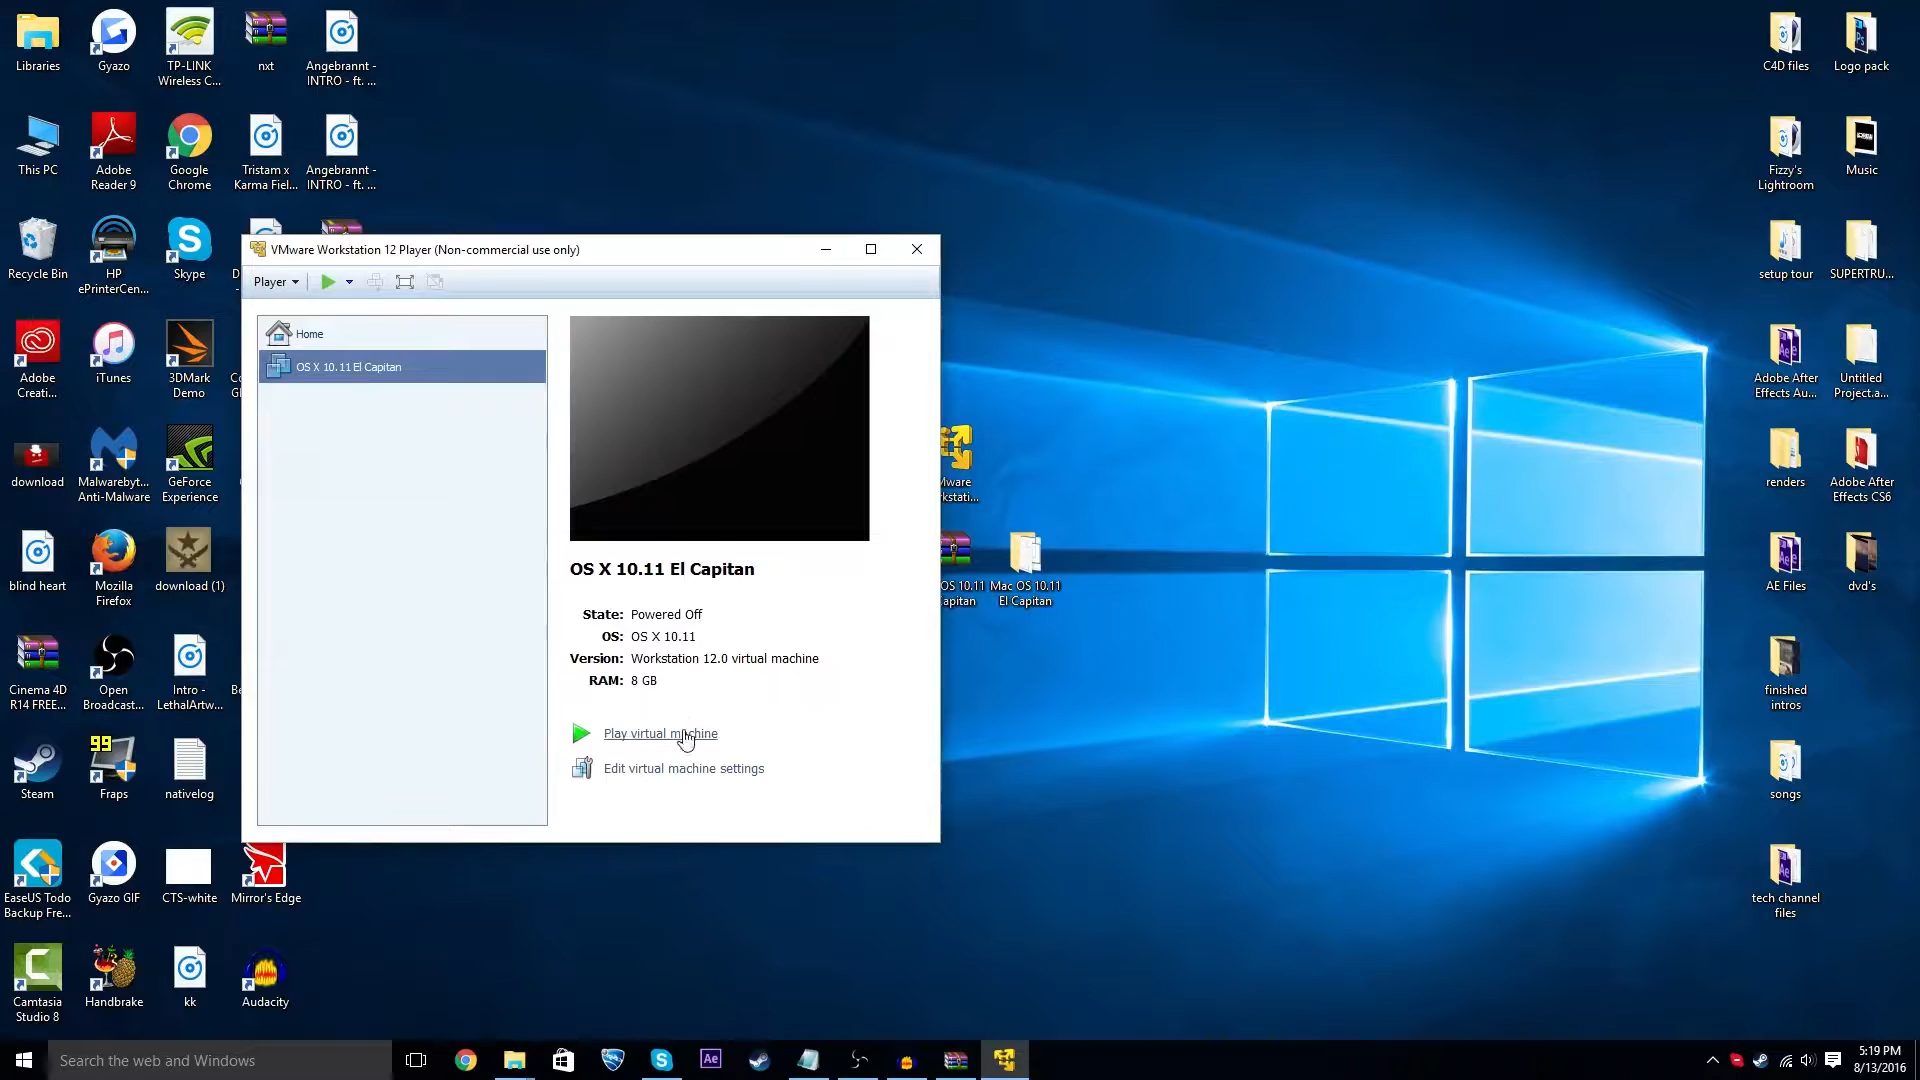 Libraries
Gyazo
TP-LINK
Wireless C...
nxt
Angebrannt -
INTRO - ft. ...
This PC
Adobe
Reader 9
Google
Chrome
Tristam x
Karma Fiel...
Angebrannt -
INTRO - ft. ...
Recycle Bin
HP
ePrinterCen...
Skype
Adobe
Creati...
iTunes
3DMark
Demo
download
Malwarebyt...
Anti-Malware
GeForce
Experience
blind heart
Mozilla
Firefox
download (1)
Cinema 4D
R14 FREE...
Open
Broadcast...
Intro -
LethalArtw...
Steam
99
Fraps
nativelog
EaseUS Todo
Backup Fre...
Gyazo GIF
CTS-white
Mirror's Edge
Camtasia
Studio 8
Handbrake
kk
Audacity
VMware Workstation 12 Player (Non-commercial use only)
Player
Home
OS X 10.11 El Capitan
OS X 10.11 El Capitan
State: Powered Off
OS: OS X 10.11
Version: Workstation 12.0 virtual machine
RAM: 8 GB
Play virtual machine
Edit virtual machine settings
Mware
rkstati...
OS 10.11
Capitan
Mac OS 10.11
El Capitan
C4D files
Logo pack
Fizzy's
Lightroom
Music
setup tour
SUPERTRU...
Adobe After
Effects Au...
Untitled
Project.a...
renders
Adobe After
Effects CS6
AE Files
dvd's
finished
intros
songs
tech channel
files
Search the web and Windows
Ae
5:19 PM
8/13/2016